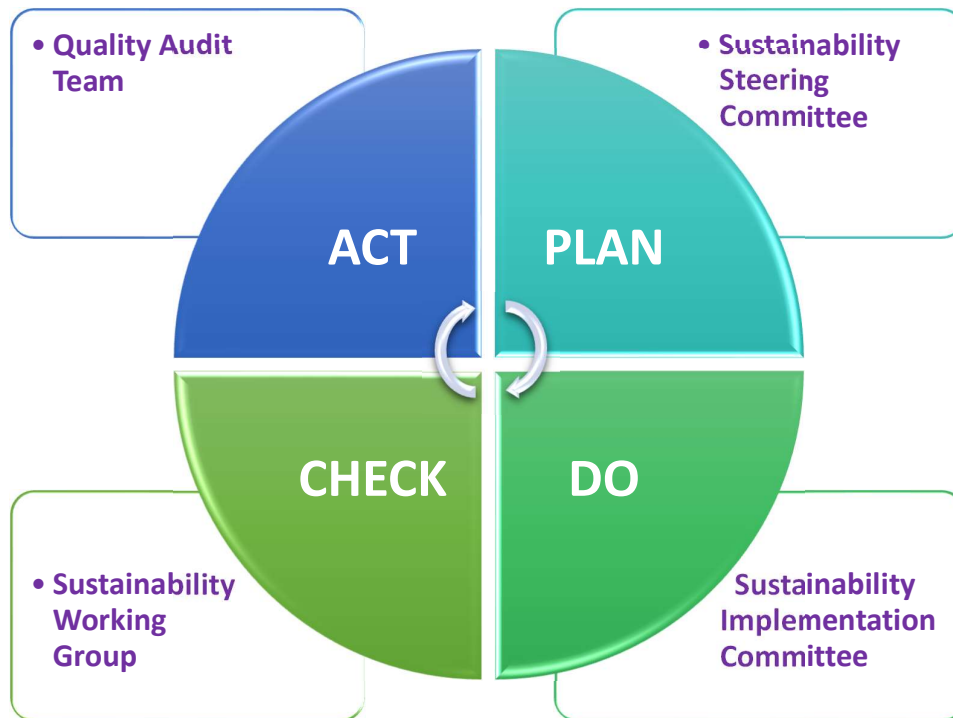 • Quality Audit
Team
• Sustainability
Steering
Committee
ACT
PLAN
CHECK
DO
• Sustainability
Working
Group
Sustainability
Implementation
Committee